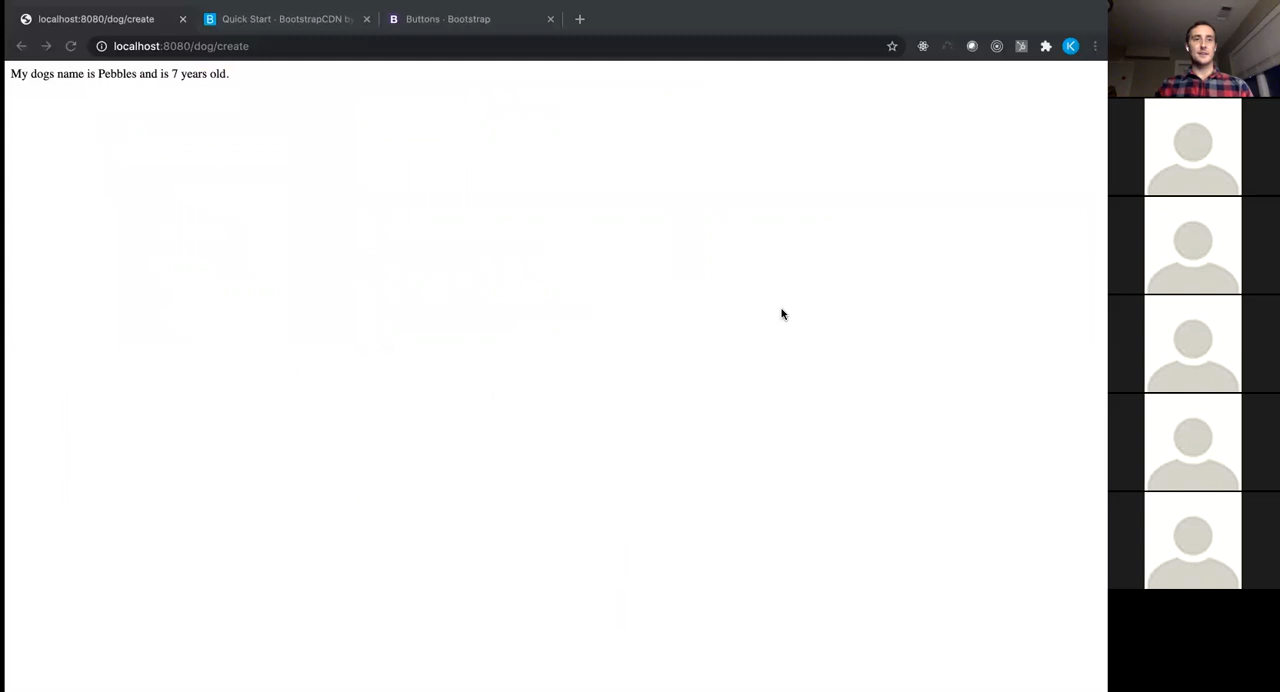 localhost:8080/dog/create
Quick Start · BootstrapCDN by
Buttons · Bootstrap
localhost:8080/dog/create
K
My dogs name is Pebbles and is 7 years old.